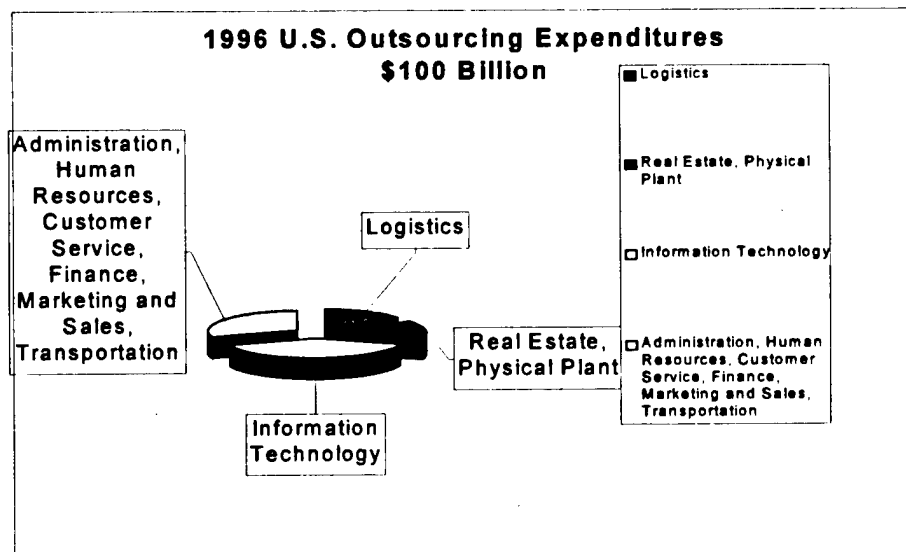 1996 U.S. Outsourcing Expenditures
$100 Billion
Administration,
Human
Resources,
Customer
Service,
Finance,
Marketing and
Sales,
Transportation
Logistics
Real Estate,
Physical Plant
Information
Technology
Logistics
Real Estate, Physical
Plant
Information Technology
Administration, Human
Resources, Customer
Service, Finance,
Marketing and Sales,
Transportation